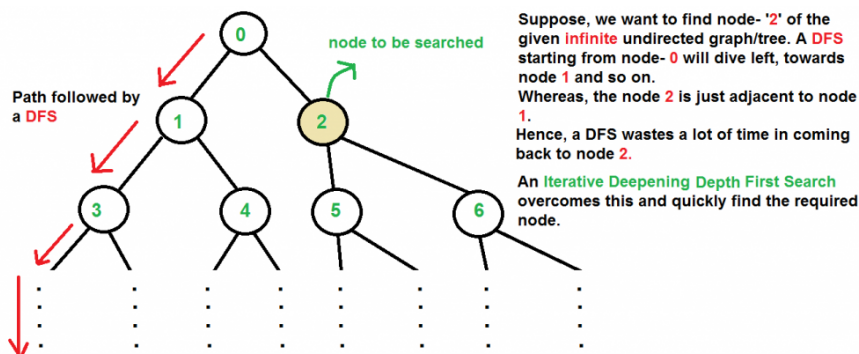 Suppose, we want to find node- '2' of the
given infinite undirected graph/tree. A DFS
starting from node- 0 will dive left, towards
node 1 and so on.
Whereas, the node 2 is just adjacent to node
1.
Hence, a DFS wastes a lot of time in coming
back to node 2.
An Iterative Deepening Depth First Search
overcomes this and quickly find the required
node.
node to be searched
Path followed by
a DFS
0
1
2
3
4
5
6